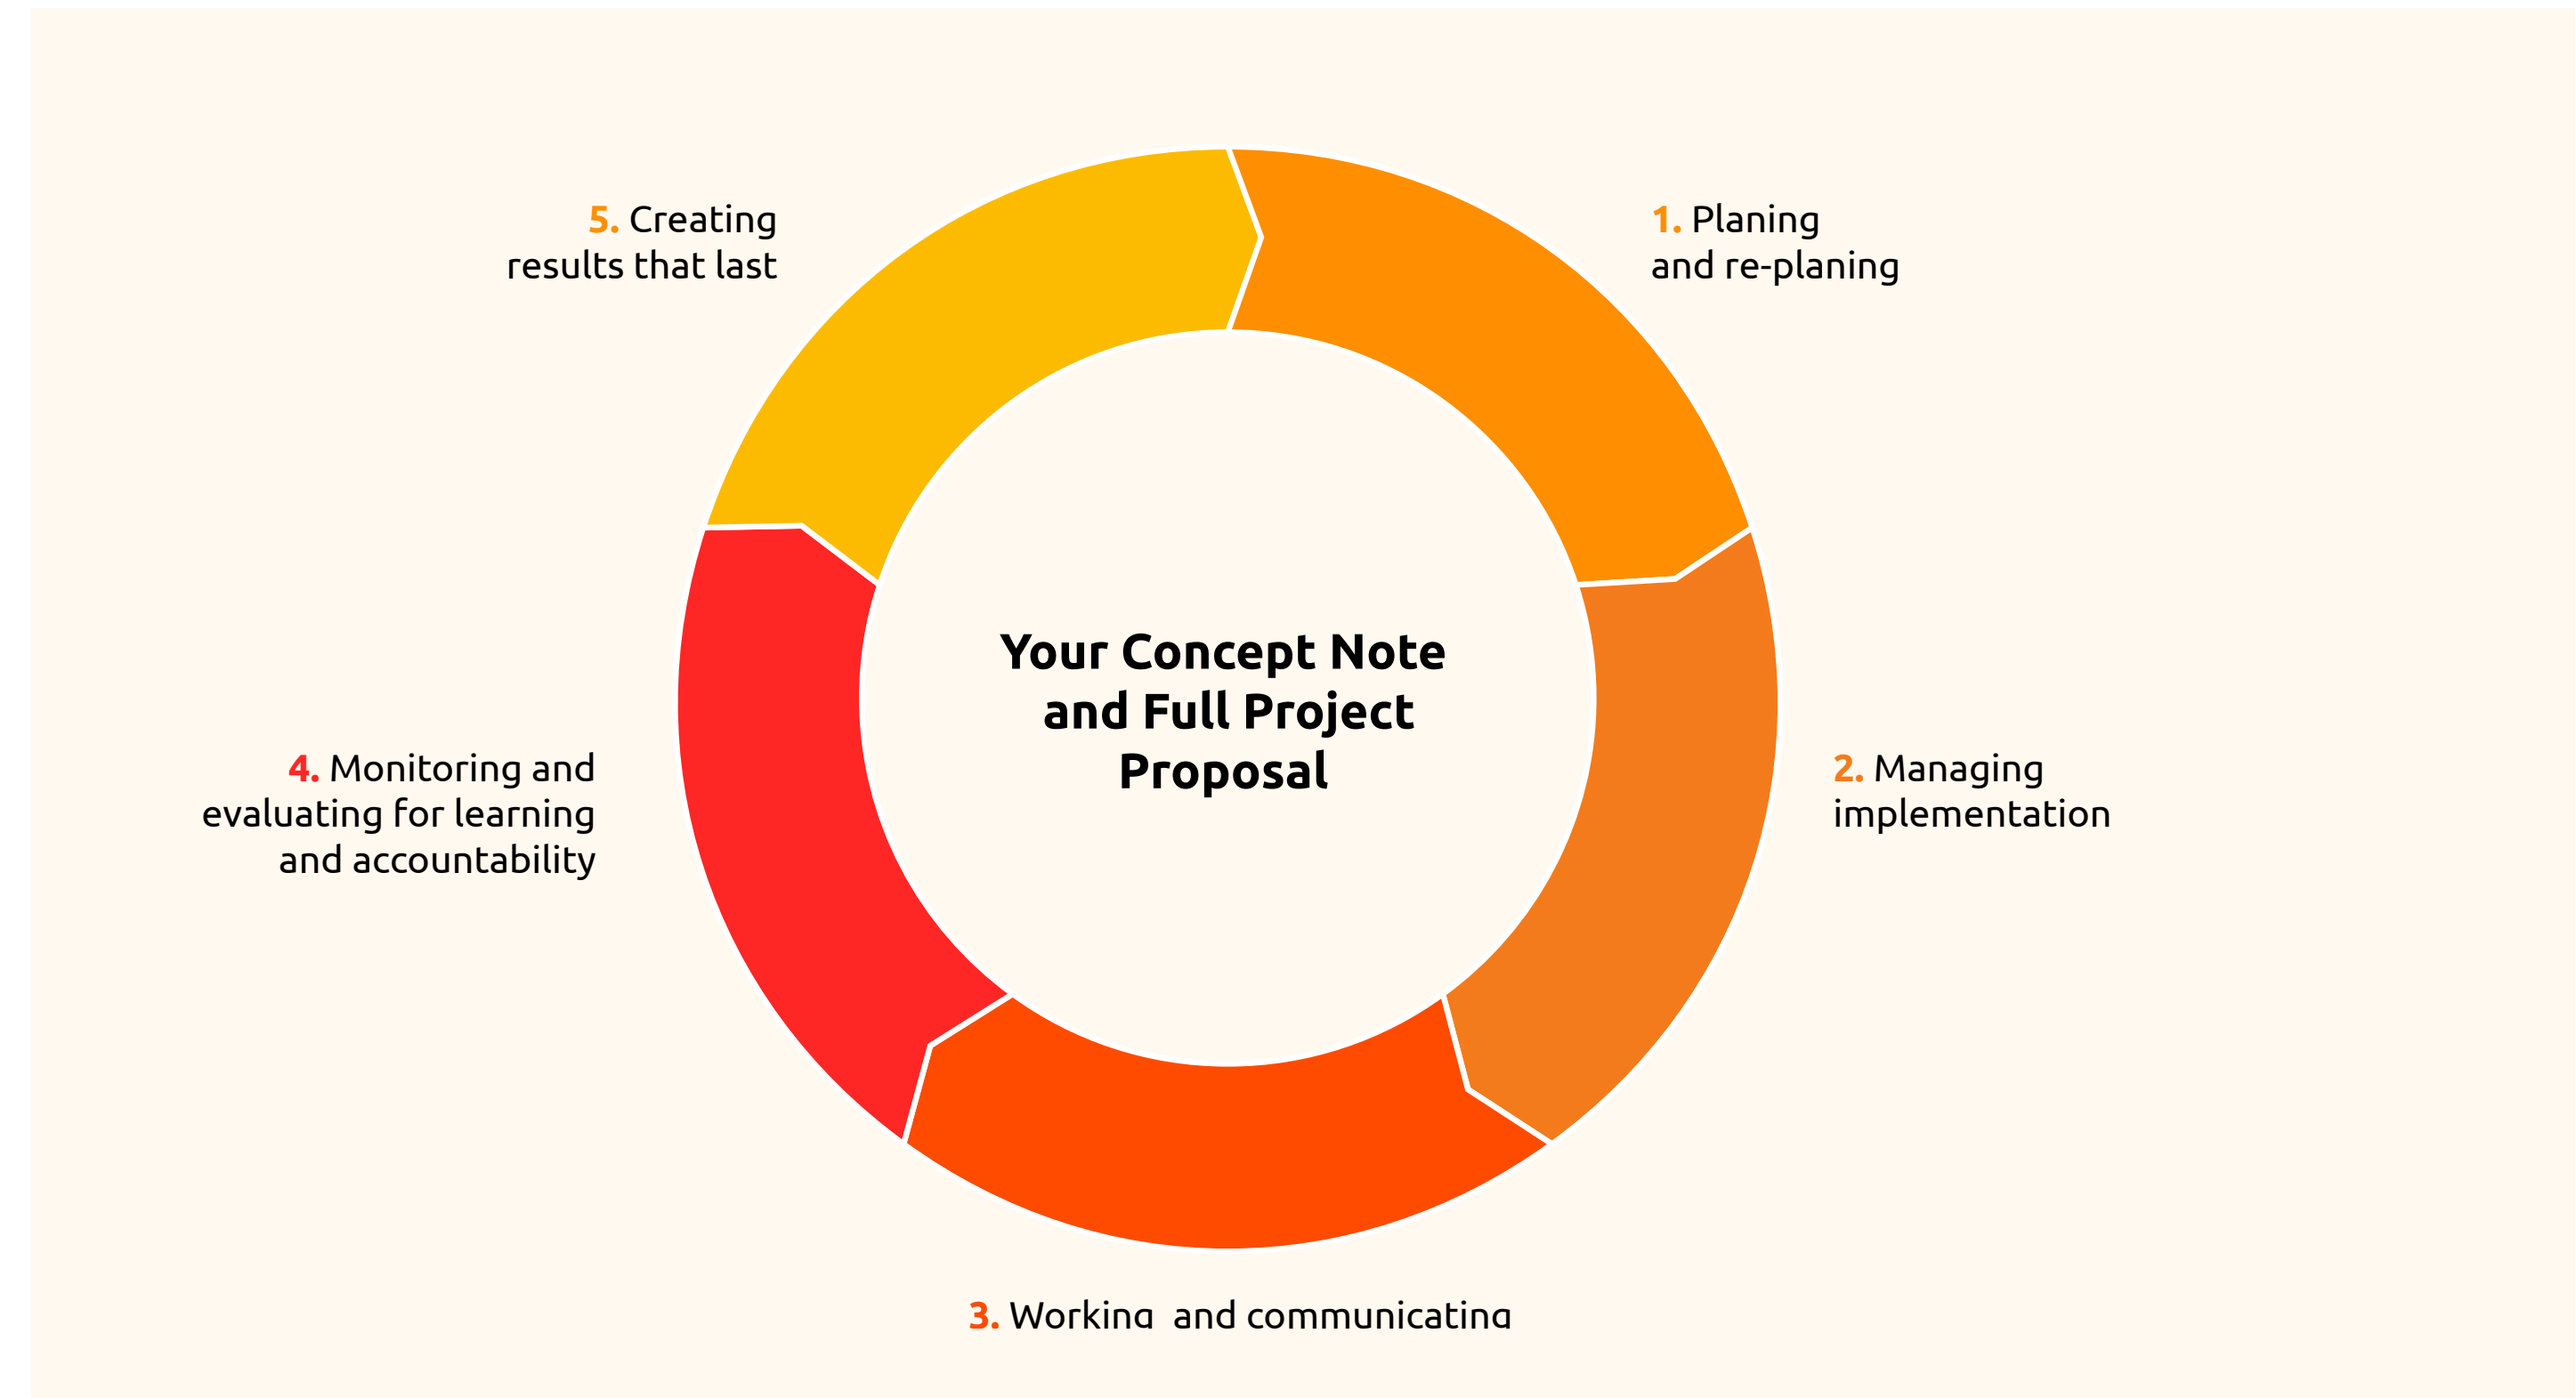 1. Planing
and re-planing
2. Managing
implementation
3. Working and communicating
4. Monitoring and
evaluating for learning
and accountability
5. Creating
results that last
Your Concept Note
and Full Project
Proposal